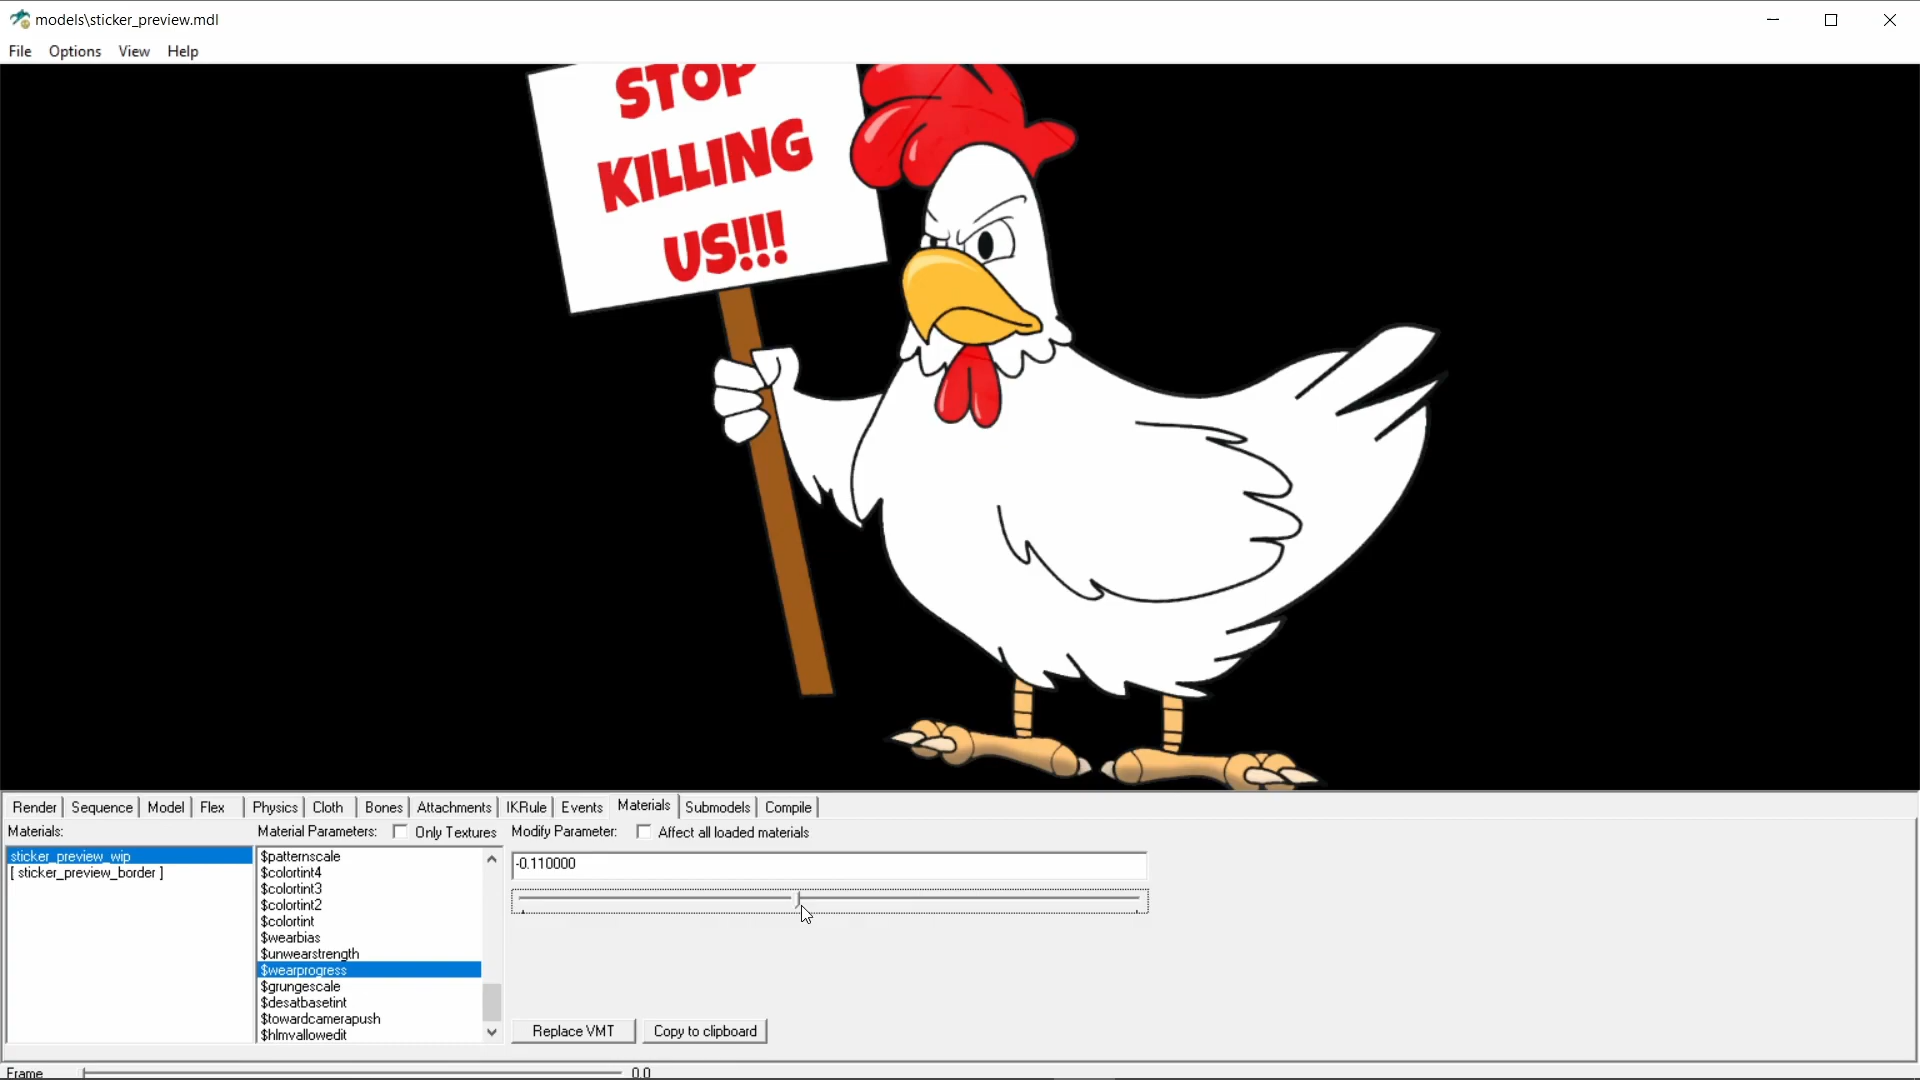 models\sticker_preview.mdl
File Options View Help
STOP
KILLING
US!!!
Render Sequence Model Flex Physics Cloth Bones Attachments IKRule Events Materials Submodels Compile
Materials: Material Parameters: Only Textures Modify Parameter: Affect all loaded materials
sticker_preview_wip
[ sticker_preview_border ]
$patternscale
$colortint4
$colortint3
$colortint2
$colortint
$wearbias
$unwearstrength
$wearprogress
$grungescale
$desatbasetint
$towardcamerapush
$hlmvallowedit
-0.110000
Replace VMT Copy to clipboard
Frame 0.0